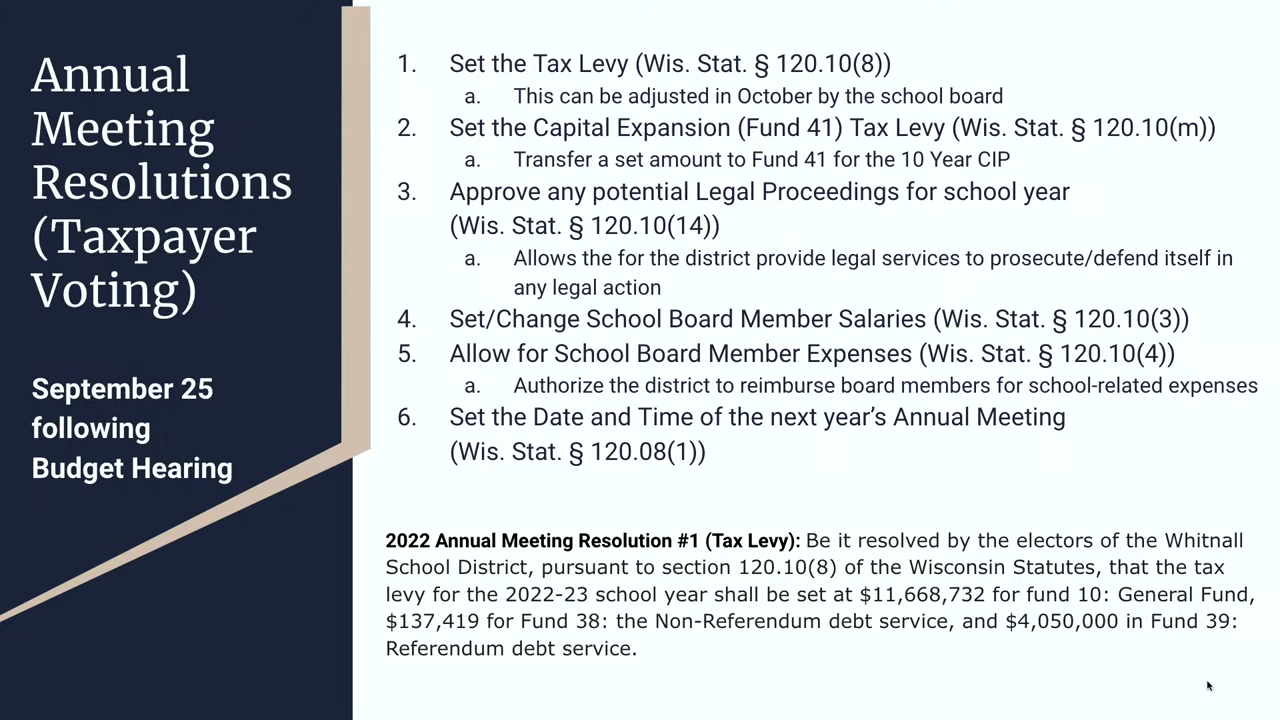 Annual
Meeting
Resolutions
(Taxpayer
Voting)
September 25
following
Budget Hearing
1. Set the Tax Levy (Wis. Stat. § 120.10(8))
a. This can be adjusted in October by the school board
2. Set the Capital Expansion (Fund 41) Tax Levy (Wis. Stat. § 120.10(m))
a. Transfer a set amount to Fund 41 for the 10 Year CIP
3. Approve any potential Legal Proceedings for school year
(Wis. Stat. § 120.10(14))
a. Allows the for the district provide legal services to prosecute/defend itself in
any legal action
4. Set/Change School Board Member Salaries (Wis. Stat. § 120.10(3))
5. Allow for School Board Member Expenses (Wis. Stat. § 120.10(4))
a. Authorize the district to reimburse board members for school-related expenses
6. Set the Date and Time of the next year’s Annual Meeting
(Wis. Stat. § 120.08(1))
2022 Annual Meeting Resolution #1 (Tax Levy): Be it resolved by the electors of the Whitnall
School District, pursuant to section 120.10(8) of the Wisconsin Statutes, that the tax
levy for the 2022-23 school year shall be set at $11,668,732 for fund 10: General Fund,
$137,419 for Fund 38: the Non-Referendum debt service, and $4,050,000 in Fund 39:
Referendum debt service.